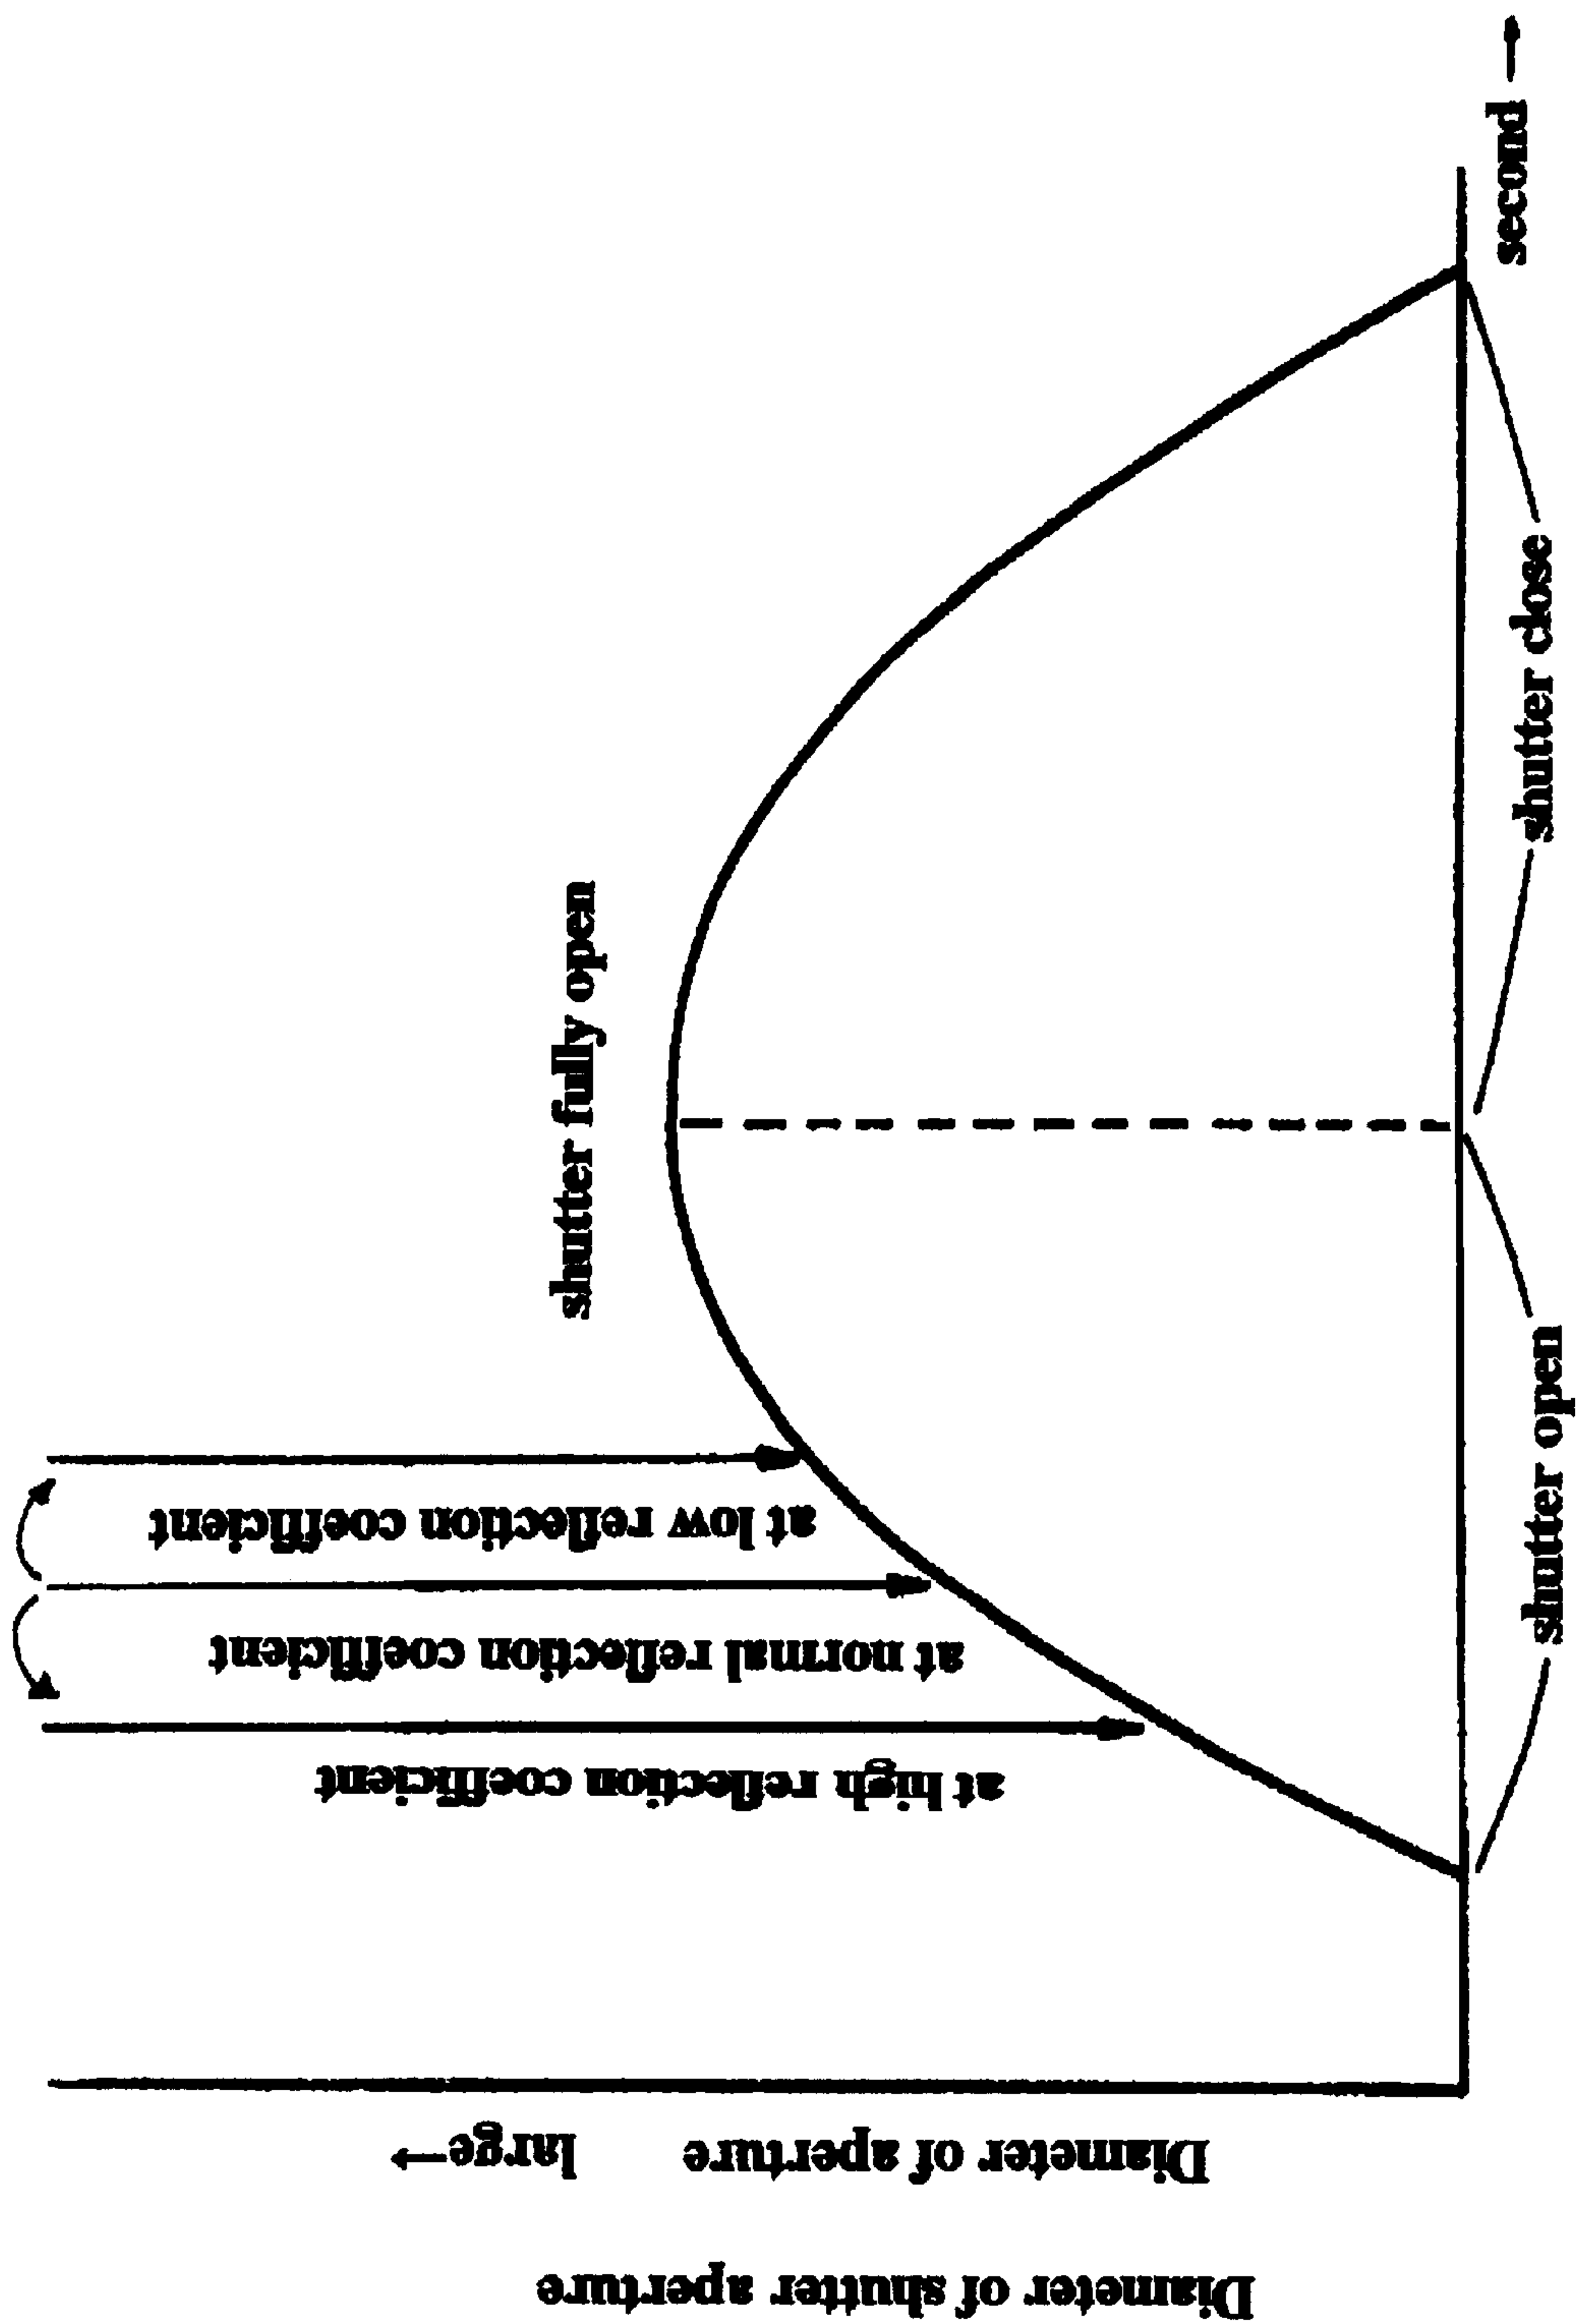 Diameter of shutter aperture
Diameter of aperture large→
at high reflection coefficient
at normal reflection coefficient
at low reflection coefficient
shutter fully open
shutter open
shutter close
second →